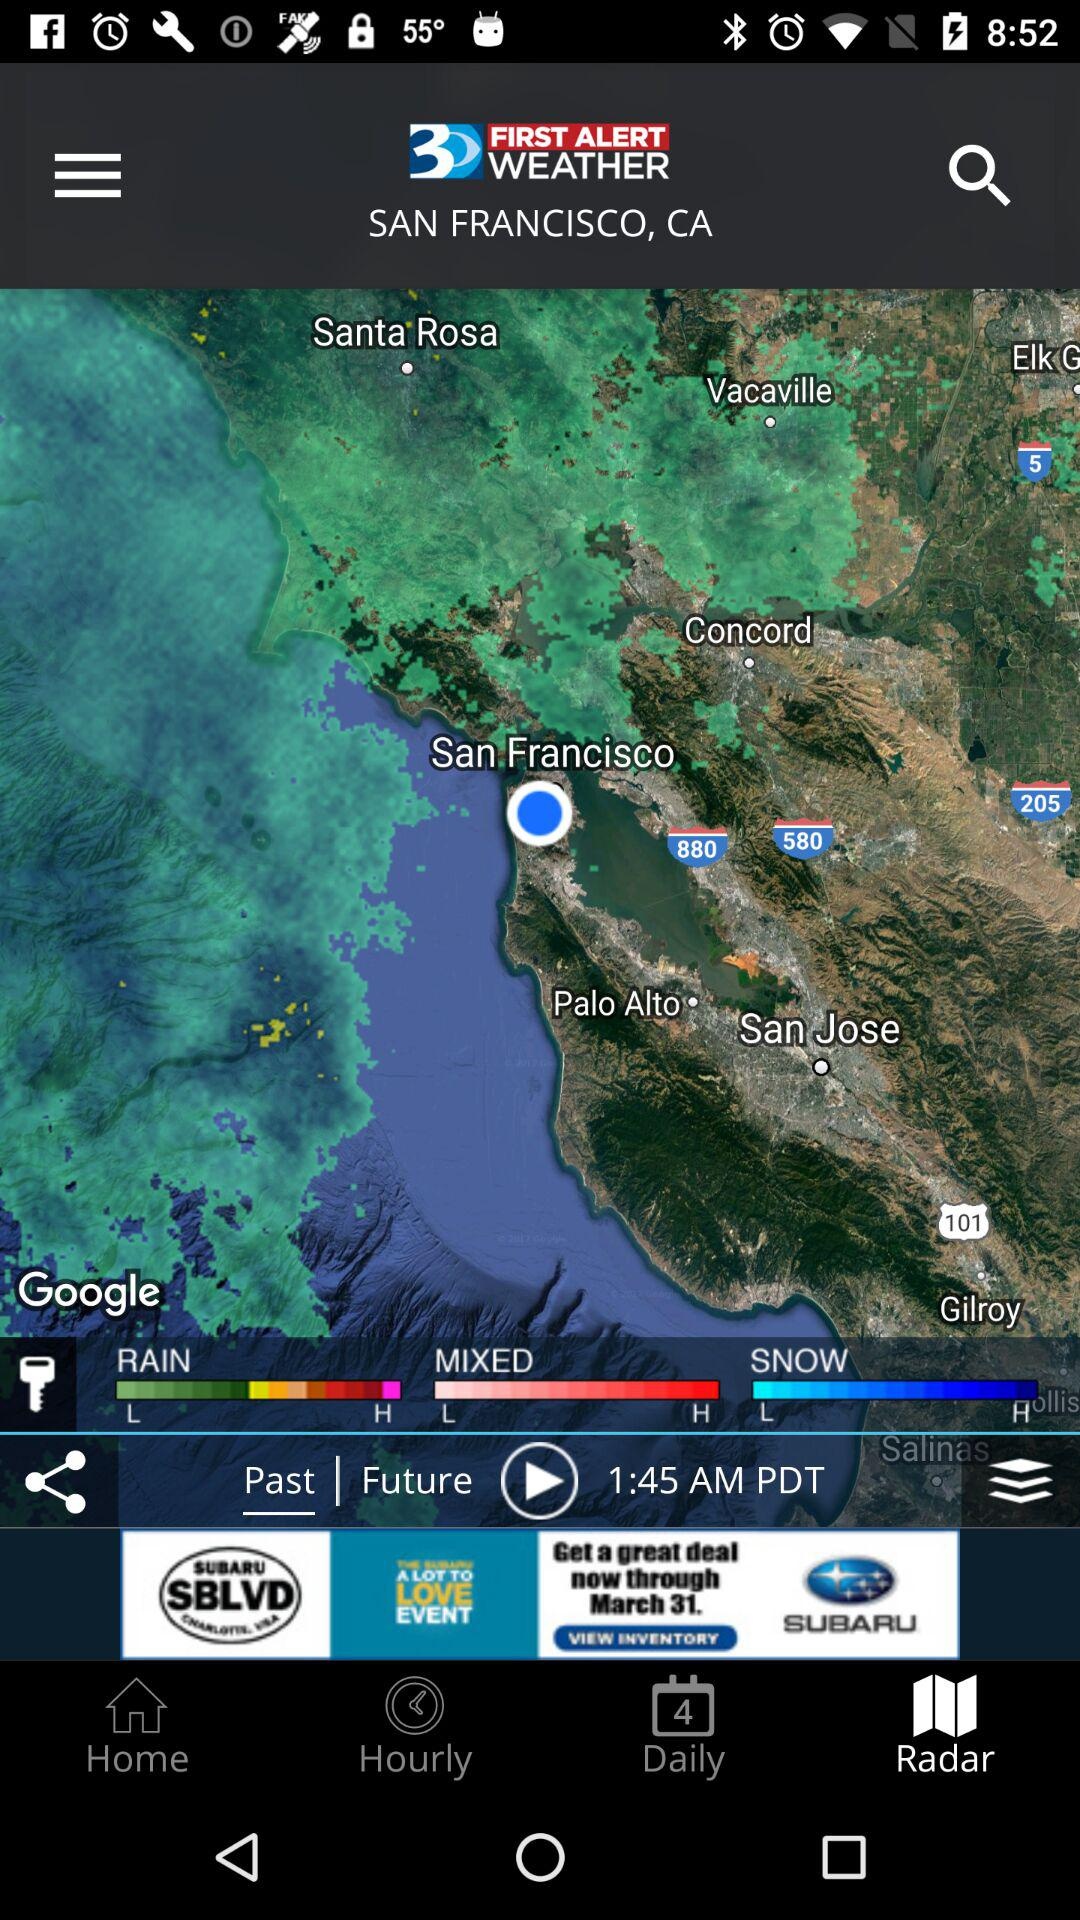 FAKE 55° 8:52
3 FIRST ALERT
WEATHER
SAN FRANCISCO, CA
Santa Rosa
Elk G
Vacaville
5
Concord
San Francisco
205
880 580
Palo Alto
San Jose
101
Google
Gilroy
RAIN MIXED SNOW
L H L H L H
ollis
Salinas
Past | Future 1:45 AM PDT
SUBARU
SBLVD
CHARLOTTE, USA
THE SUBARU
A LOT TO
LOVE
EVENT
Get a great deal
now through
March 31.
VIEW INVENTORY
SUBARU
4
Home Hourly Daily Radar